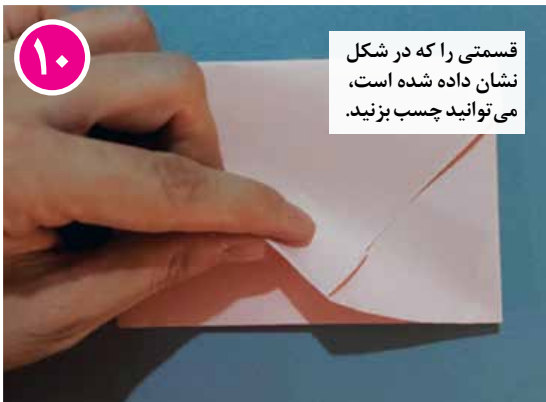 ۱۰
قسمتی را که در شکل
نشان داده شده است،
می‌توانید چسب بزنید.